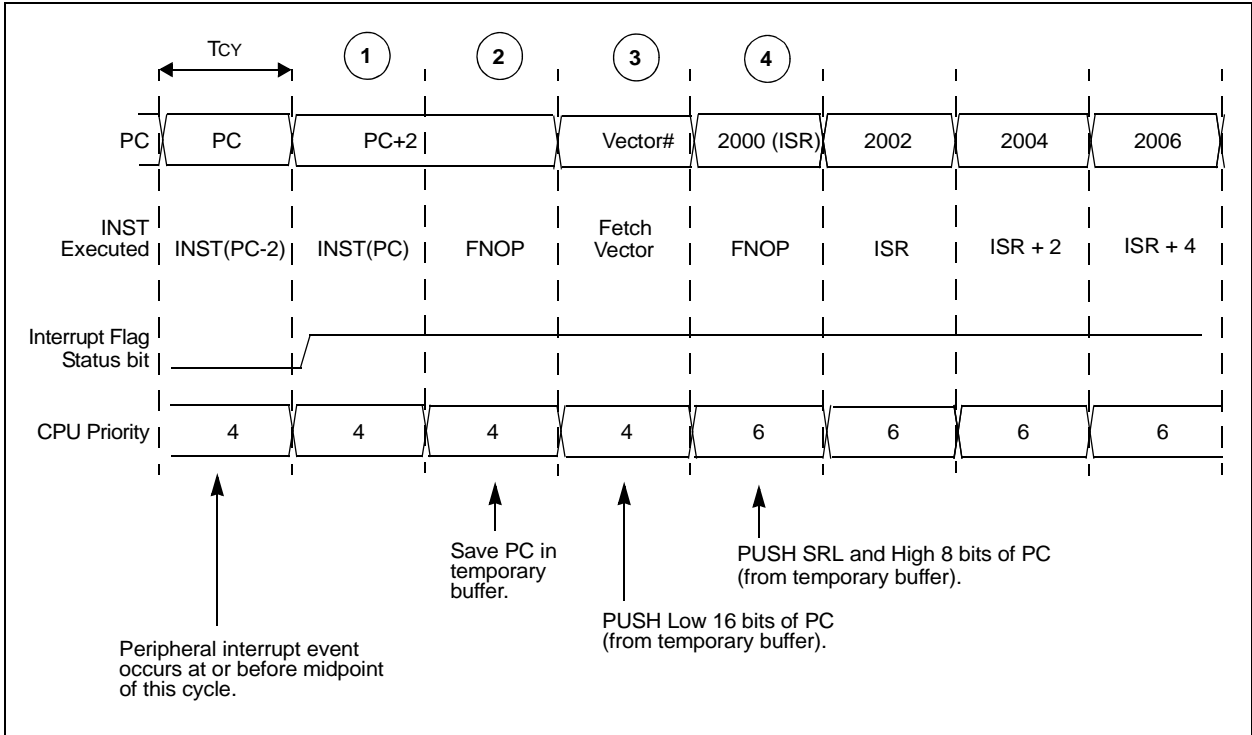 TCY
1
2
3
4
PC
PC
PC+2
Vector#
2000 (ISR)
2002
2004
2006
INST
Executed
INST(PC-2)
INST(PC)
FNOP
Fetch
Vector
FNOP
ISR
ISR + 2
ISR + 4
Interrupt Flag
Status bit
CPU Priority
4
4
4
4
6
6
6
6
Save PC in
temporary
buffer.
PUSH SRL and High 8 bits of PC
(from temporary buffer).
PUSH Low 16 bits of PC
(from temporary buffer).
Peripheral interrupt event
occurs at or before midpoint
of this cycle.